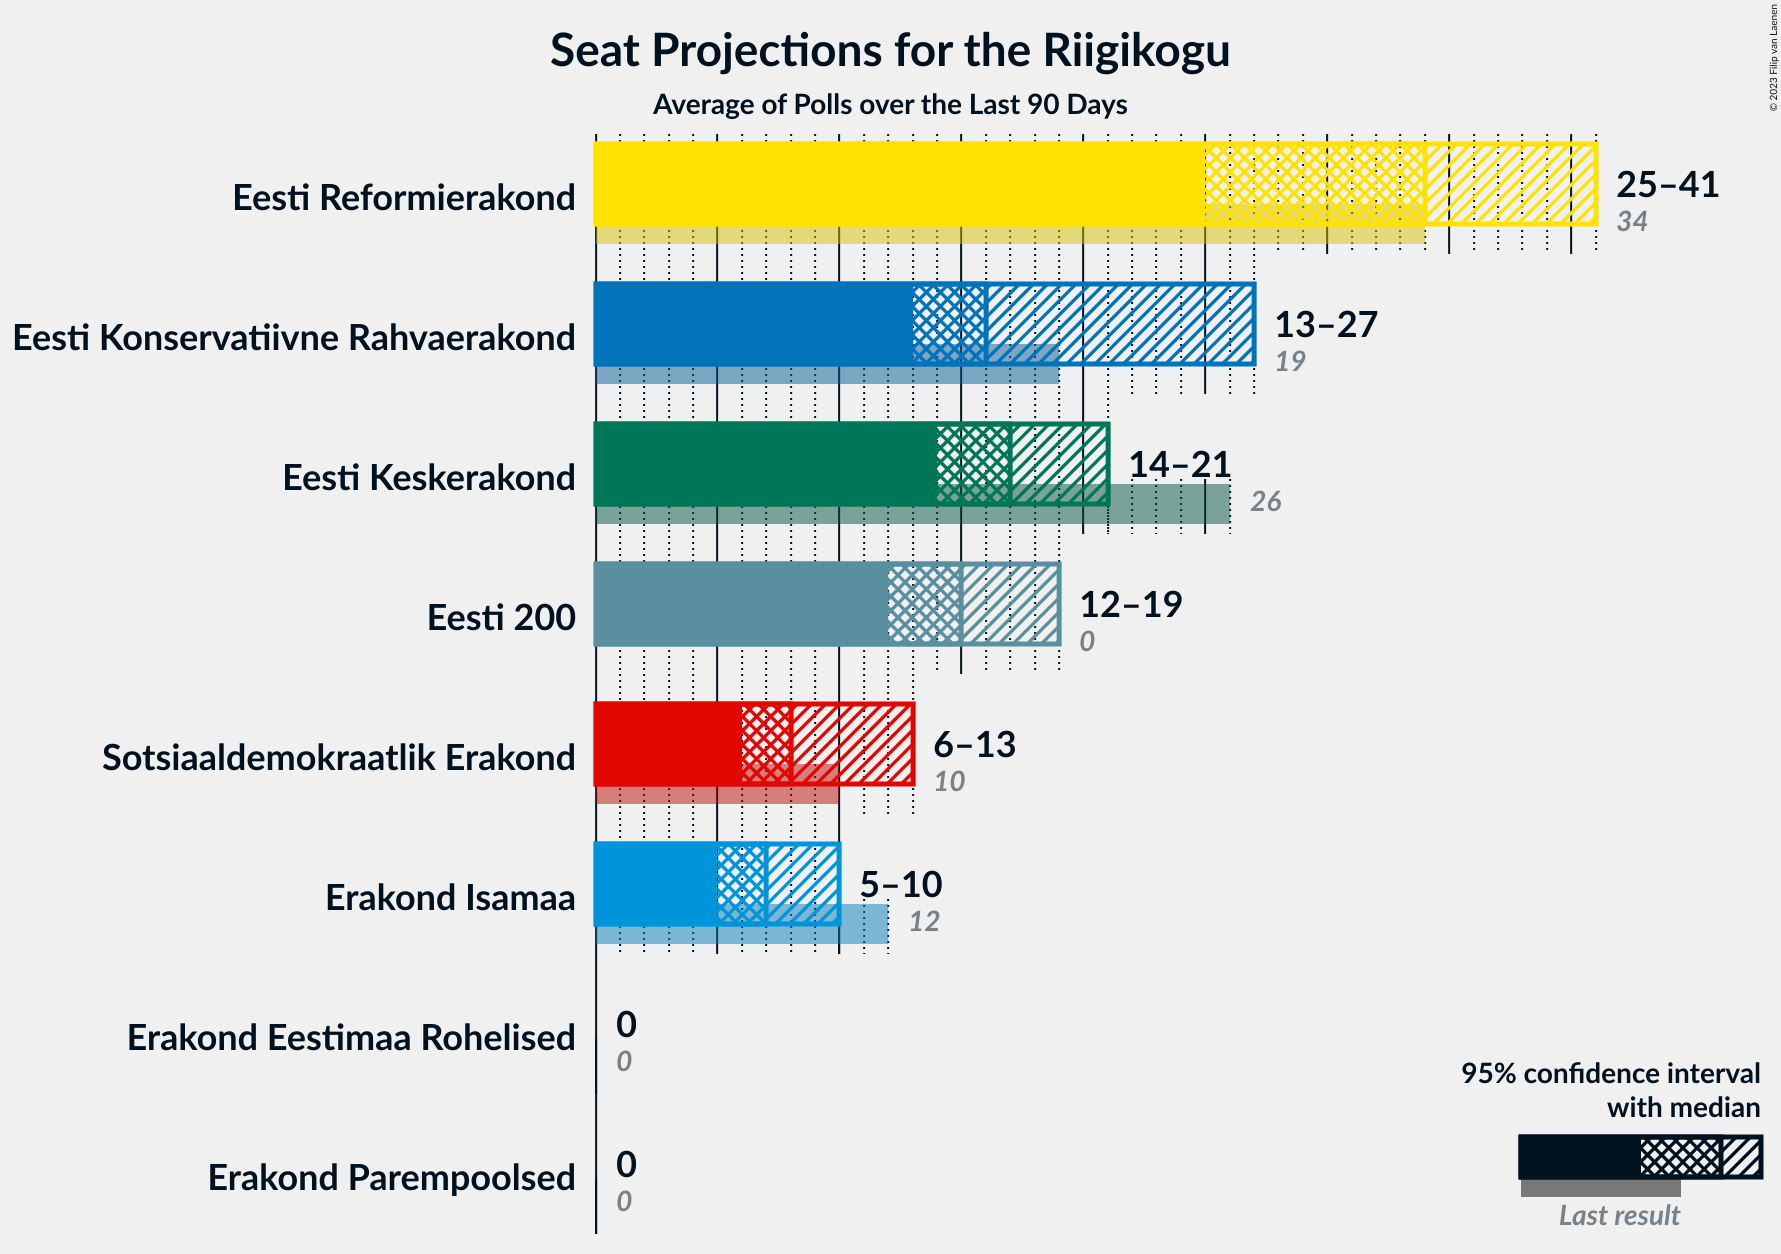 Seat Projections for the Riigikogu
Average of Polls over the Last 90 Days
© 2023 Filip van Laenen
Eesti Reformierakond
25–41
34
Eesti Konservatiivne Rahvaerakond
13–27
19
Eesti Keskerakond
14–21
26
Eesti 200
12–19
0
Sotsiaaldemokraatlik Erakond
6–13
10
Erakond Isamaa
5–10
12
Erakond Eestimaa Rohelised
0
0
Erakond Parempoolsed
0
0
95% confidence interval
with median
Last result